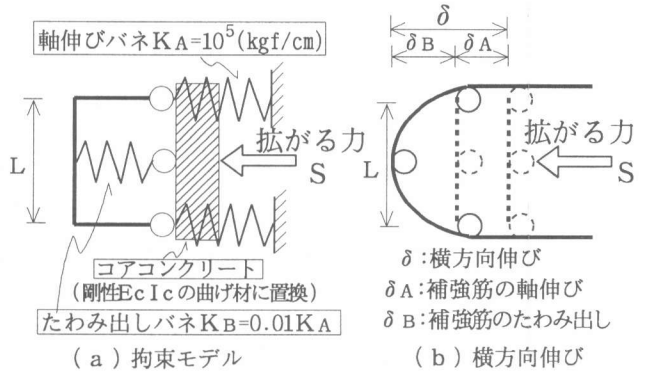 軸伸びバネKA=10⁵(kgf/cm)
L
拡がる力
S
コアコンクリート
(剛性EcIcの曲げ材に置換)
たわみ出しバネKB=0.01KA
(a)拘束モデル
δ
δB
δA
L
拡がる力
S
δ:横方向伸び
δA:補強筋の軸伸び
δB:補強筋のたわみ出し
(b)横方向伸び